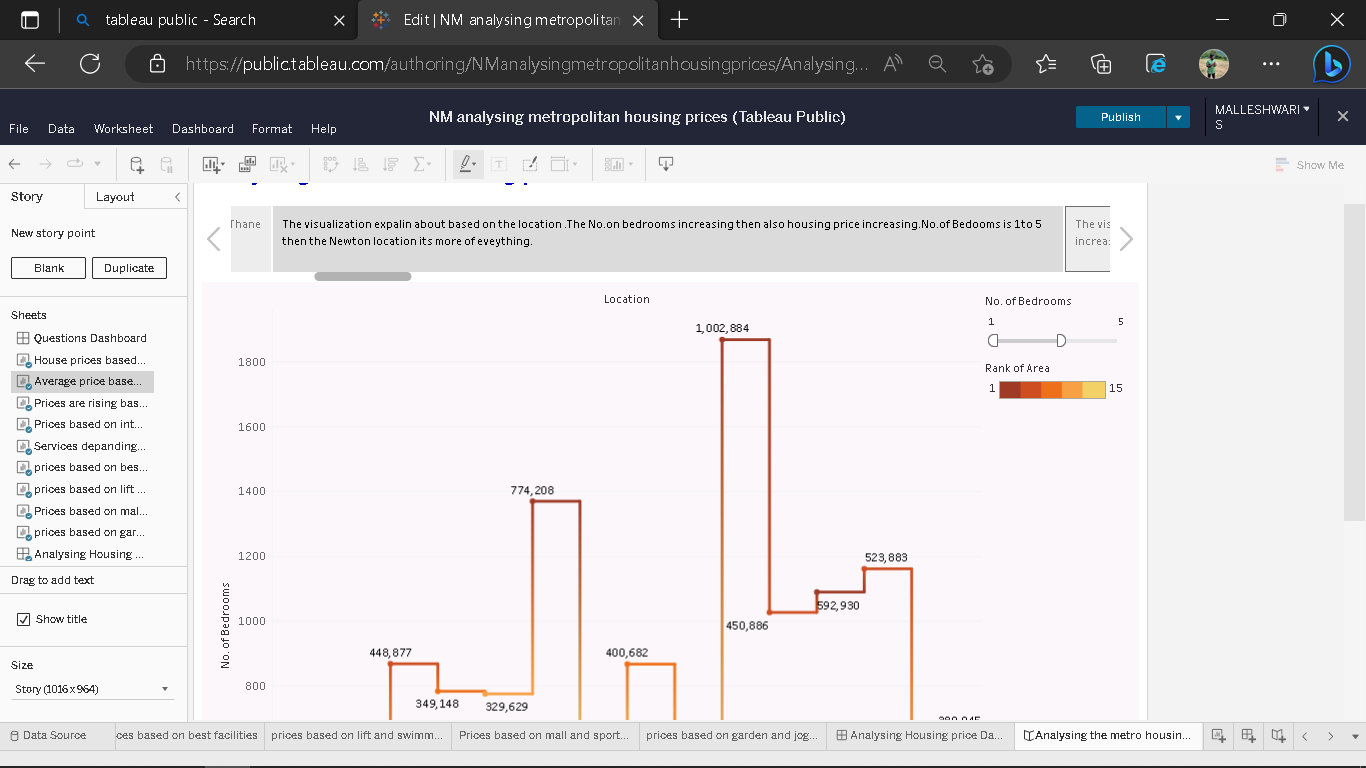 tableau public - Search
Edit | NM analysing metropolitan
https://public.tableau.com/authoring/NManalysingmetropolitanhousingprices/Analysing...
NM analysing metropolitan housing prices (Tableau Public)
Publish
MALLESHWARI S
File Data Worksheet Dashboard Format Help
Show Me
Story
Layout
New story point
Blank
Duplicate
Sheets
Questions Dashboard
House prices based...
Average price base...
Prices are rising bas...
Prices based on int...
Services depanding...
prices based on bes...
prices based on lift ...
Prices based on mal...
prices based on gar...
Analysing Housing ...
Drag to add text
Show title
Size
Story (1016 x 964)
Thane
The visualization expalin about based on the location .The No.on bedrooms increasing then also housing price increasing.No.of Bedooms is 1to 5
then the Newton location its more of eveything.
The vis
increas
Location
No. of Bedrooms
1 5
Rank of Area
1 15
1,002,884
1800
1600
1400
774,208
1200
523,883
592,930
1000
450,886
448,877
400,682
800
349,148
329,629
No. of Bedrooms
Data Source
ces based on best facilities
prices based on lift and swimm...
Prices based on mall and sport...
prices based on garden and jog...
Analysing Housing price Da...
Analysing the metro housin...